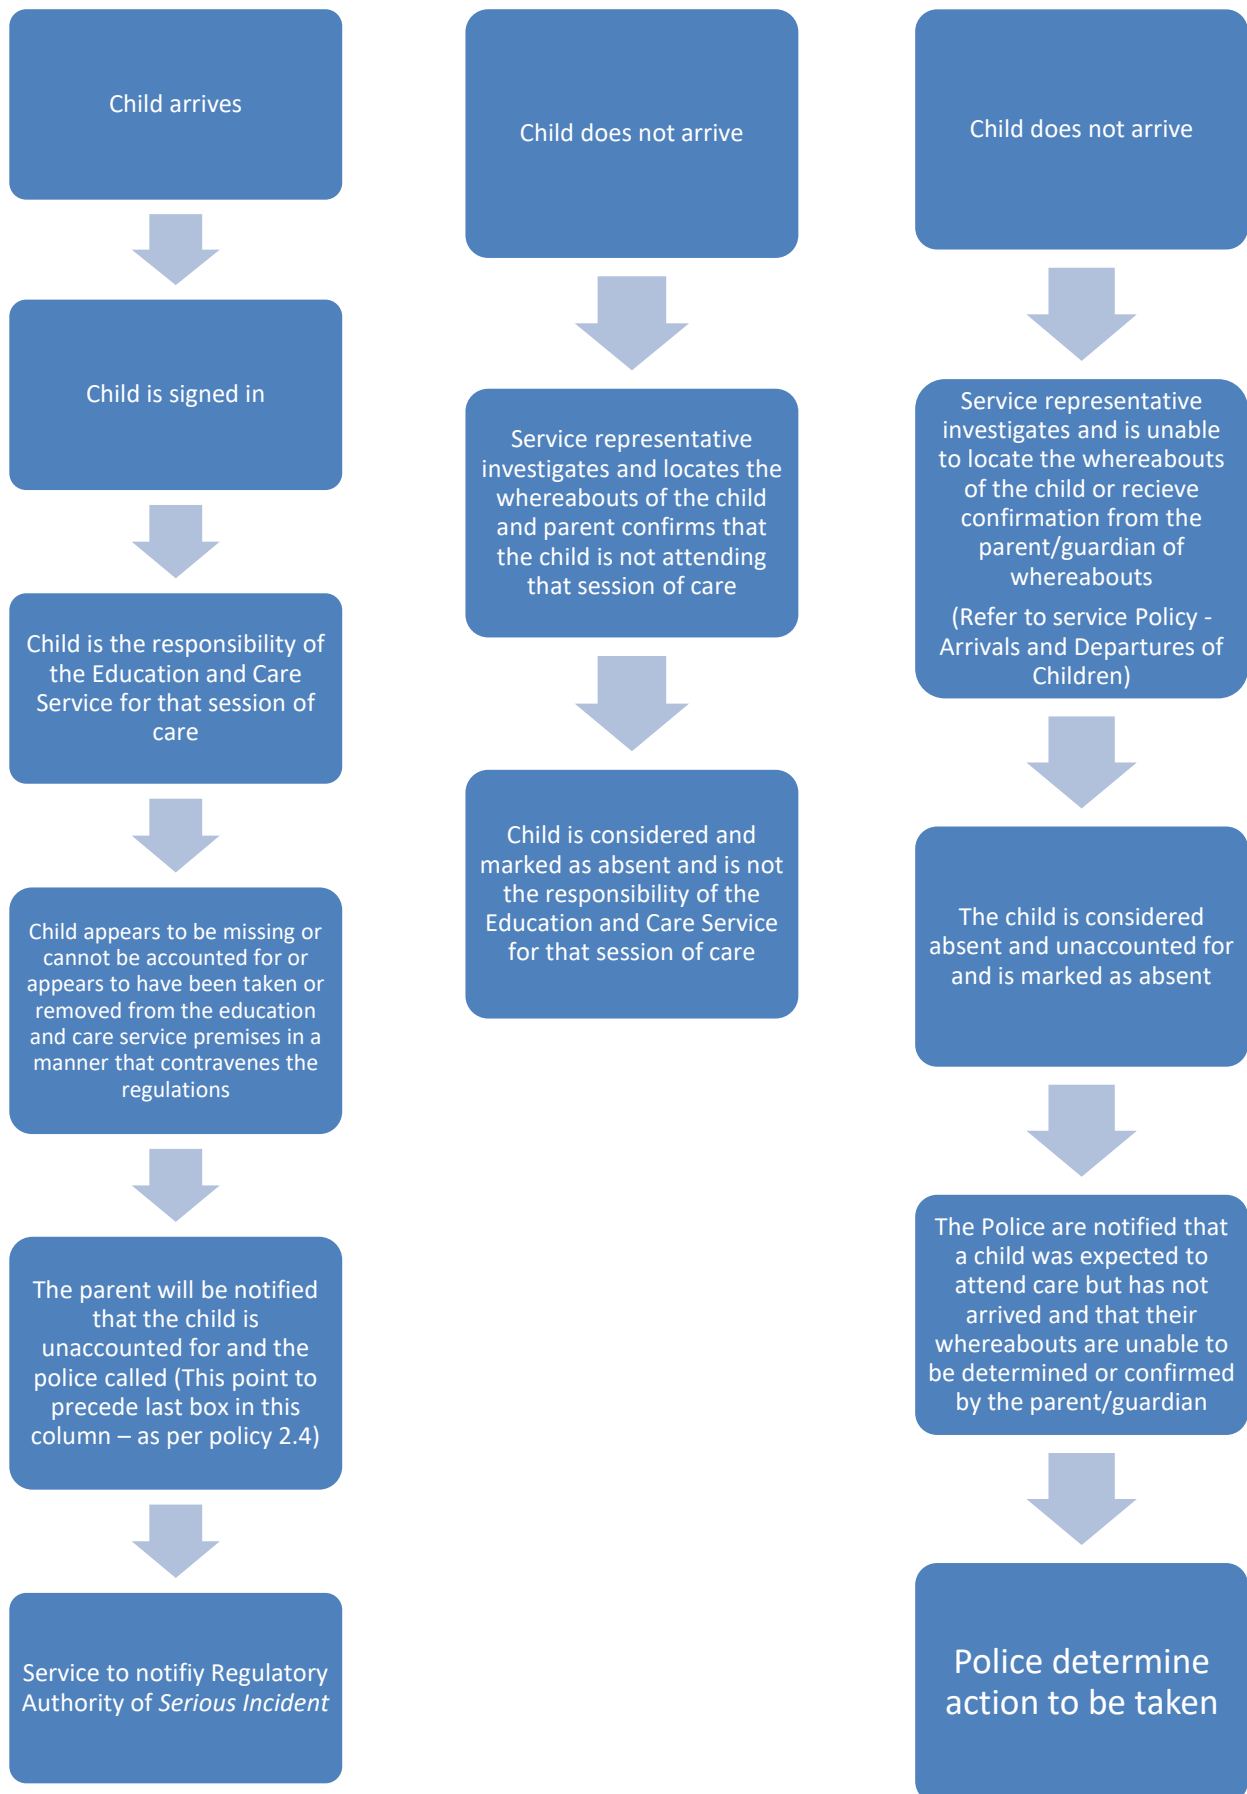 Child arrives
Child is signed in
Child is the responsibility of
the Education and Care
Service for that session of
care
Child appears to be missing or
cannot be accounted for or
appears to have been taken or
removed from the education
and care service premises in a
manner that contravenes the
regulations
The parent will be notified
that the child is
unaccounted for and the
police called (This point to
precede last box in this
column – as per policy 2.4)
Service to notifiy Regulatory
Authority of Serious Incident
Child does not arrive
Service representative
investigates and locates the
whereabouts of the child
and parent confirms that
the child is not attending
that session of care
Child is considered and
marked as absent and is not
the responsibility of the
Education and Care Service
for that session of care
Child does not arrive
Service representative
investigates and is unable
to locate the whereabouts
of the child or recieve
confirmation from the
parent/guardian of
whereabouts
(Refer to service Policy -
Arrivals and Departures of
Children)
The child is considered
absent and unaccounted for
and is marked as absent
The Police are notified that
a child was expected to
attend care but has not
arrived and that their
whereabouts are unable to
be determined or confirmed
by the parent/guardian
Police determine
action to be taken